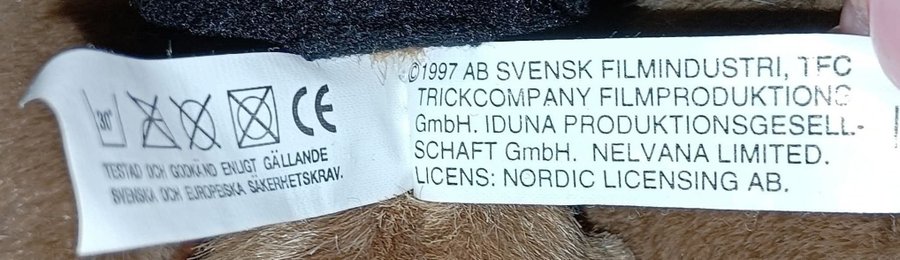 30°
CE
TESTAD OCH GODKÄND ENLIGT GÄLLANDE
SVENSKA OCH EUROPEISKA SÄKERHETSKRAV.
©1997 AB SVENSK FILMINDUSTRI, TFC
TRICKCOMPANY FILMPRODUKTIONS
GmbH. IDUNA PRODUKTIONSGESELL-
SCHAFT GmbH. NELVANA LIMITED.
LICENS: NORDIC LICENSING AB.